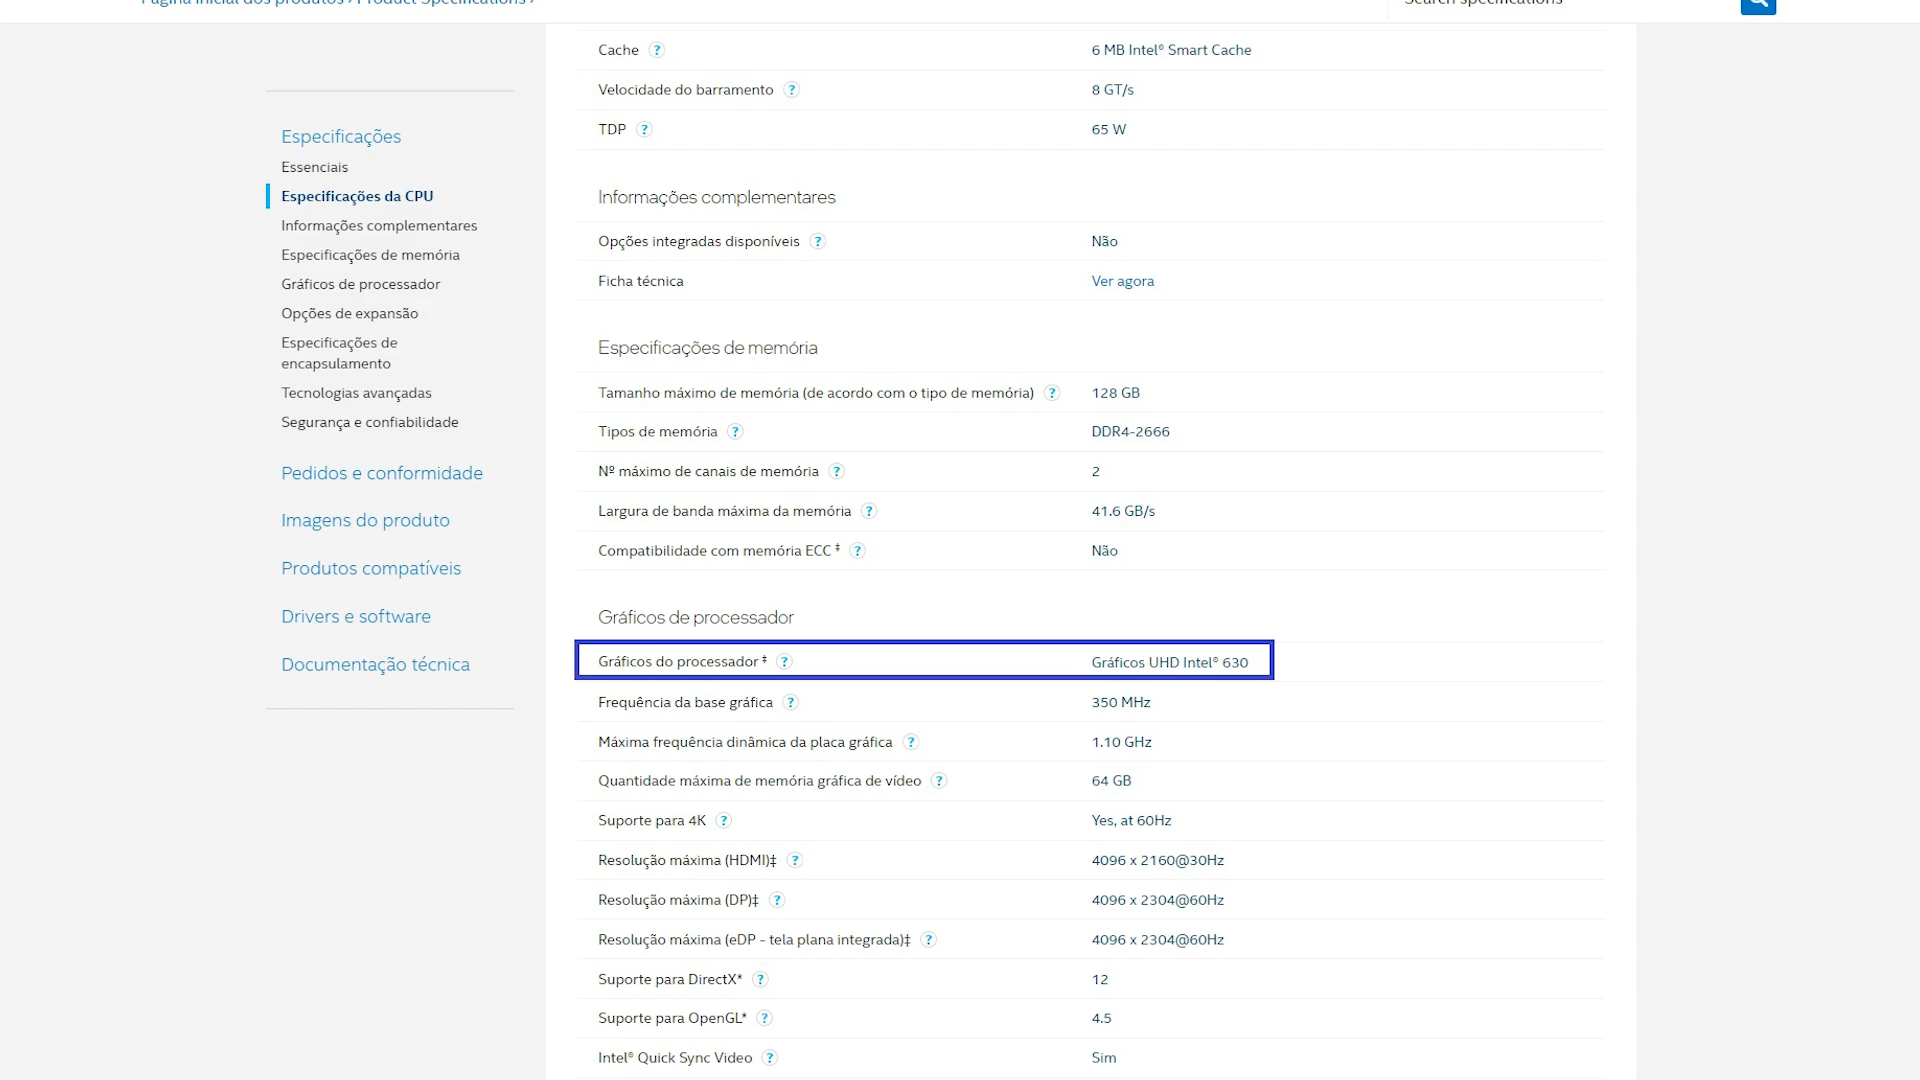 Página inicial dos produtos › Product Specifications ›
Search specifications
Especificações
Essenciais
Especificações da CPU
Informações complementares
Especificações de memória
Gráficos de processador
Opções de expansão
Especificações de
encapsulamento
Tecnologias avançadas
Segurança e confiabilidade
Pedidos e conformidade
Imagens do produto
Produtos compatíveis
Drivers e software
Documentação técnica
Cache ? 6 MB Intel® Smart Cache
Velocidade do barramento ? 8 GT/s
TDP ? 65 W
Informações complementares
Opções integradas disponíveis ? Não
Ficha técnica Ver agora
Especificações de memória
Tamanho máximo de memória (de acordo com o tipo de memória) ? 128 GB
Tipos de memória ? DDR4-2666
Nº máximo de canais de memória ? 2
Largura de banda máxima da memória ? 41.6 GB/s
Compatibilidade com memória ECC ‡ ? Não
Gráficos de processador
Gráficos do processador ‡ ? Gráficos UHD Intel® 630
Frequência da base gráfica ? 350 MHz
Máxima frequência dinâmica da placa gráfica ? 1.10 GHz
Quantidade máxima de memória gráfica de vídeo ? 64 GB
Suporte para 4K ? Yes, at 60Hz
Resolução máxima (HDMI)‡ ? 4096 x 2160@30Hz
Resolução máxima (DP)‡ ? 4096 x 2304@60Hz
Resolução máxima (eDP - tela plana integrada)‡ ? 4096 x 2304@60Hz
Suporte para DirectX* ? 12
Suporte para OpenGL* ? 4.5
Intel® Quick Sync Video ? Sim